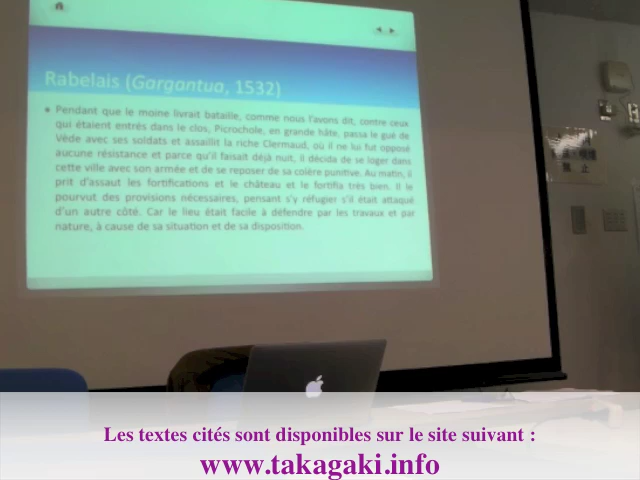 Rabelais (Gargantua, 1532)
• Pendant que le moine livrait bataille, comme nous l'avons dit, contre ceux
qui étaient entrés dans le clos, Picrochole, en grande hâte, passa le gué de
Vède avec ses soldats et assaillit la riche Clermaud, où il ne lui fut opposé
aucune résistance et parce qu'il faisait déjà nuit, il décida de se loger dans
cette ville avec son armée et de se reposer de sa colère punitive. Au matin, il
prit d'assaut les fortifications et le château et le fortifia très bien. Il le
pourvut des provisions nécessaires, pensant s'y réfugier s'il était attaqué
d'un autre côté. Car le lieu était facile à défendre par les travaux et par
nature, à cause de sa situation et de sa disposition.
禁 止
Les textes cités sont disponibles sur le site suivant :
www.takagaki.info